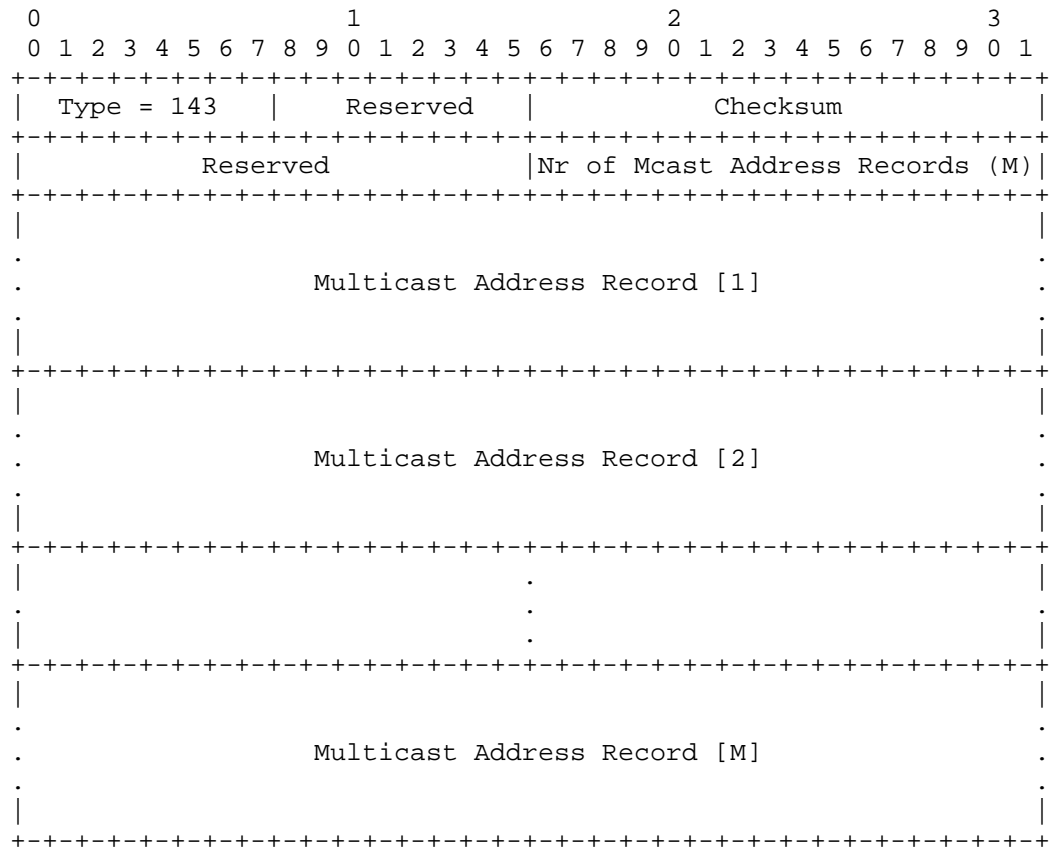 0                   1                   2                   3
 0 1 2 3 4 5 6 7 8 9 0 1 2 3 4 5 6 7 8 9 0 1 2 3 4 5 6 7 8 9 0 1
+-+-+-+-+-+-+-+-+-+-+-+-+-+-+-+-+-+-+-+-+-+-+-+-+-+-+-+-+-+-+-+-+
|  Type = 143   |    Reserved   |           Checksum            |
+-+-+-+-+-+-+-+-+-+-+-+-+-+-+-+-+-+-+-+-+-+-+-+-+-+-+-+-+-+-+-+-+
|           Reserved            |Nr of Mcast Address Records (M)|
+-+-+-+-+-+-+-+-+-+-+-+-+-+-+-+-+-+-+-+-+-+-+-+-+-+-+-+-+-+-+-+-+
|                                                               |
.                                                               .
.                  Multicast Address Record [1]                 .
.                                                               .
|                                                               |
+-+-+-+-+-+-+-+-+-+-+-+-+-+-+-+-+-+-+-+-+-+-+-+-+-+-+-+-+-+-+-+-+
|                                                               |
.                                                               .
.                  Multicast Address Record [2]                 .
.                                                               .
|                                                               |
+-+-+-+-+-+-+-+-+-+-+-+-+-+-+-+-+-+-+-+-+-+-+-+-+-+-+-+-+-+-+-+-+
|                               .                               |
.                               .                               .
|                               .                               |
+-+-+-+-+-+-+-+-+-+-+-+-+-+-+-+-+-+-+-+-+-+-+-+-+-+-+-+-+-+-+-+-+
|                                                               |
.                                                               .
.                  Multicast Address Record [M]                 .
.                                                               .
|                                                               |
+-+-+-+-+-+-+-+-+-+-+-+-+-+-+-+-+-+-+-+-+-+-+-+-+-+-+-+-+-+-+-+-+